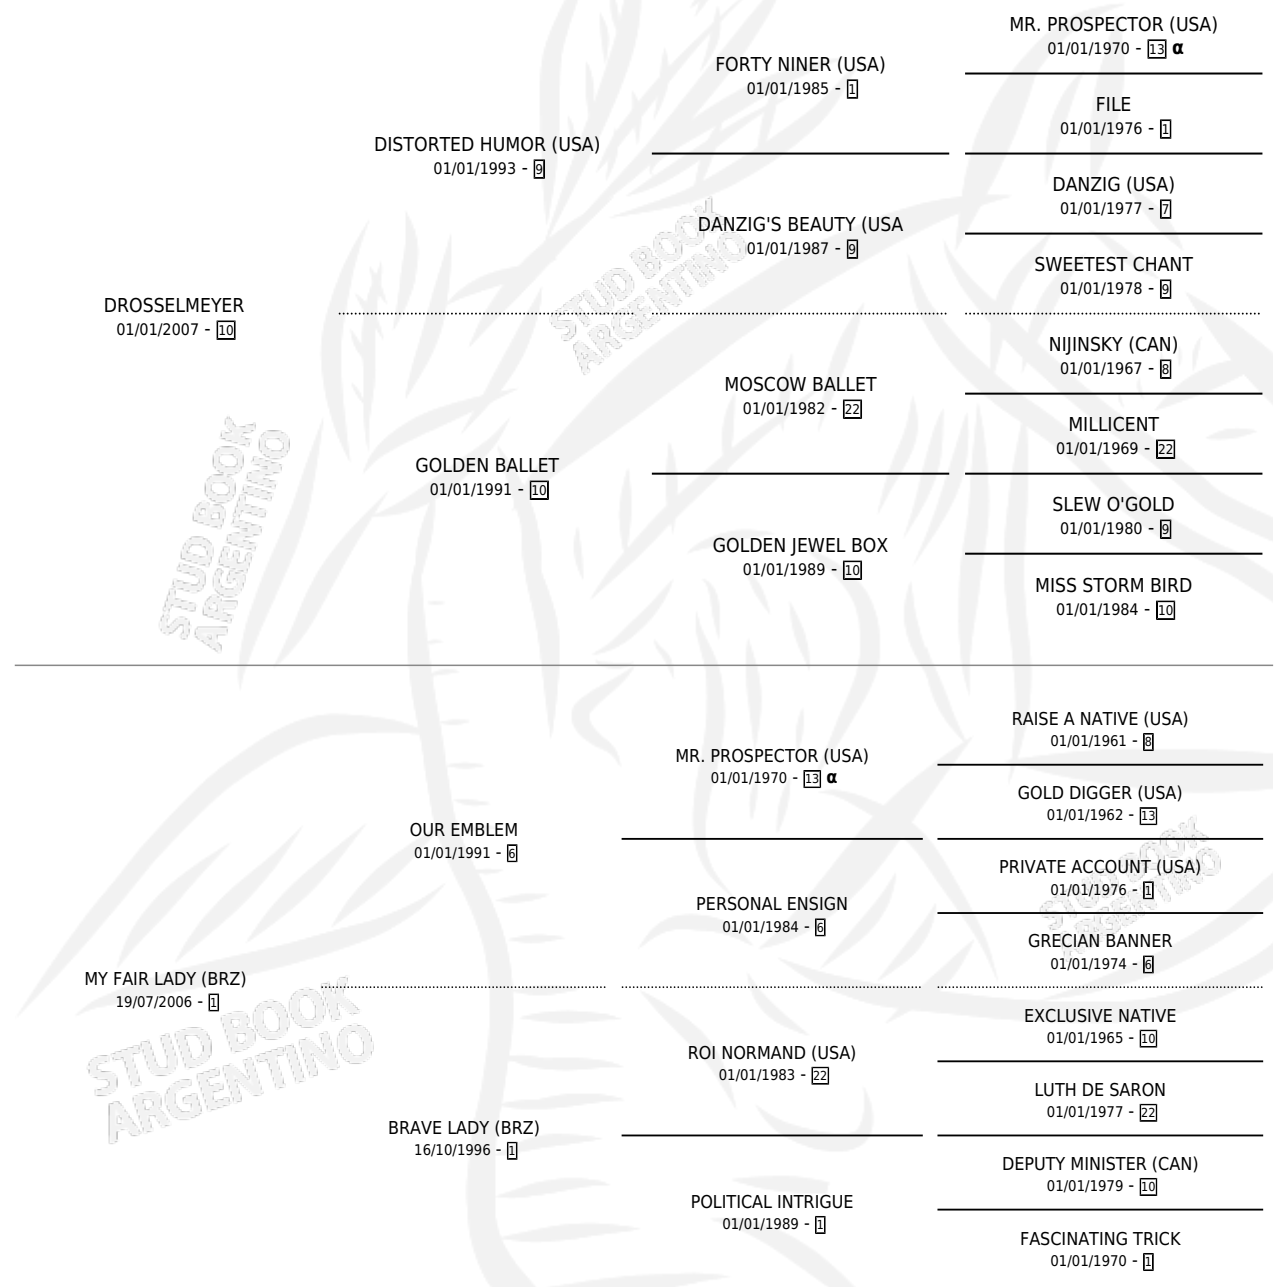 MR. PROSPECTOR (USA)
01/01/1970 - 13 α
FORTY NINER (USA)
01/01/1985 - 1
FILE
01/01/1976 - 1
DISTORTED HUMOR (USA)
01/01/1993 - 9
DANZIG (USA)
01/01/1977 - 7
DANZIG'S BEAUTY (USA
01/01/1987 - 9
SWEETEST CHANT
01/01/1978 - 9
DROSSELMEYER
01/01/2007 - 10
NIJINSKY (CAN)
01/01/1967 - 8
MOSCOW BALLET
01/01/1982 - 22
MILLICENT
01/01/1969 - 22
GOLDEN BALLET
01/01/1991 - 10
SLEW O'GOLD
01/01/1980 - 9
GOLDEN JEWEL BOX
01/01/1989 - 10
MISS STORM BIRD
01/01/1984 - 10
RAISE A NATIVE (USA)
01/01/1961 - 8
MR. PROSPECTOR (USA)
01/01/1970 - 13 α
GOLD DIGGER (USA)
01/01/1962 - 13
OUR EMBLEM
01/01/1991 - 6
PRIVATE ACCOUNT (USA)
01/01/1976 - 1
PERSONAL ENSIGN
01/01/1984 - 6
GRECIAN BANNER
01/01/1974 - 6
MY FAIR LADY (BRZ)
19/07/2006 - 1
EXCLUSIVE NATIVE
01/01/1965 - 10
ROI NORMAND (USA)
01/01/1983 - 22
LUTH DE SARON
01/01/1977 - 22
BRAVE LADY (BRZ)
16/10/1996 - 1
DEPUTY MINISTER (CAN)
01/01/1979 - 10
POLITICAL INTRIGUE
01/01/1989 - 1
FASCINATING TRICK
01/01/1970 - 1
STUD BOOK
ARGENTINO
STUD BOOK
ARGENTINO
STUD BOOK
ARGENTINO
STUD BOOK
ARGENTINO